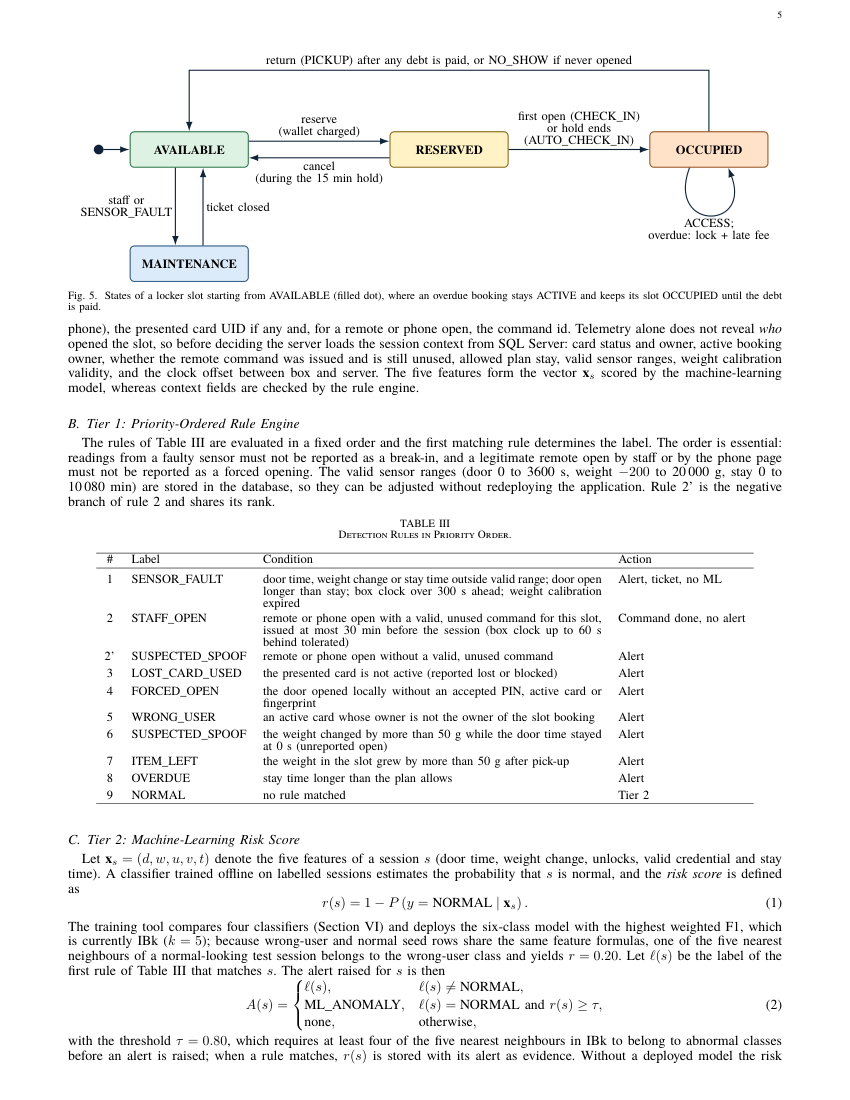 5
return (PICKUP) after any debt is paid, or NO_SHOW if never opened
reserve
(wallet charged)
first open (CHECK_IN)
or hold ends
(AUTO_CHECK_IN)
AVAILABLE
RESERVED
OCCUPIED
cancel
(during the 15 min hold)
staff or
SENSOR_FAULT
ticket closed
ACCESS;
overdue: lock + late fee
MAINTENANCE
Fig. 5. States of a locker slot starting from AVAILABLE (filled dot), where an overdue booking stays ACTIVE and keeps its slot OCCUPIED until the debt
is paid.
phone), the presented card UID if any and, for a remote or phone open, the command id. Telemetry alone does not reveal who
opened the slot, so before deciding the server loads the session context from SQL Server: card status and owner, active booking
owner, whether the remote command was issued and is still unused, allowed plan stay, valid sensor ranges, weight calibration
validity, and the clock offset between box and server. The five features form the vector x_s scored by the machine-learning
model, whereas context fields are checked by the rule engine.
B. Tier 1: Priority-Ordered Rule Engine
The rules of Table III are evaluated in a fixed order and the first matching rule determines the label. The order is essential:
readings from a faulty sensor must not be reported as a break-in, and a legitimate remote open by staff or by the phone page
must not be reported as a forced opening. The valid sensor ranges (door 0 to 3600 s, weight −200 to 20 000 g, stay 0 to
10 080 min) are stored in the database, so they can be adjusted without redeploying the application. Rule 2' is the negative
branch of rule 2 and shares its rank.
TABLE III
DETECTION RULES IN PRIORITY ORDER.
# Label Condition Action
1 SENSOR_FAULT door time, weight change or stay time outside valid range; door open Alert, ticket, no ML
longer than stay; box clock over 300 s ahead; weight calibration
expired
2 STAFF_OPEN remote or phone open with a valid, unused command for this slot, Command done, no alert
issued at most 30 min before the session (box clock up to 60 s
behind tolerated)
2' SUSPECTED_SPOOF remote or phone open without a valid, unused command Alert
3 LOST_CARD_USED the presented card is not active (reported lost or blocked) Alert
4 FORCED_OPEN the door opened locally without an accepted PIN, active card or Alert
fingerprint
5 WRONG_USER an active card whose owner is not the owner of the slot booking Alert
6 SUSPECTED_SPOOF the weight changed by more than 50 g while the door time stayed Alert
at 0 s (unreported open)
7 ITEM_LEFT the weight in the slot grew by more than 50 g after pick-up Alert
8 OVERDUE stay time longer than the plan allows Alert
9 NORMAL no rule matched Tier 2
C. Tier 2: Machine-Learning Risk Score
Let x_s = (d, w, u, v, t) denote the five features of a session s (door time, weight change, unlocks, valid credential and stay
time). A classifier trained offline on labelled sessions estimates the probability that s is normal, and the risk score is defined
as
r(s) = 1 − P (y = NORMAL | x_s) . (1)
The training tool compares four classifiers (Section VI) and deploys the six-class model with the highest weighted F1, which
is currently IBk (k = 5); because wrong-user and normal seed rows share the same feature formulas, one of the five nearest
neighbours of a normal-looking test session belongs to the wrong-user class and yields r = 0.20. Let ℓ(s) be the label of the
first rule of Table III that matches s. The alert raised for s is then
A(s) = { ℓ(s), ℓ(s) ≠ NORMAL,
ML_ANOMALY, ℓ(s) = NORMAL and r(s) ≥ τ, (2)
none, otherwise,
with the threshold τ = 0.80, which requires at least four of the five nearest neighbours in IBk to belong to abnormal classes
before an alert is raised; when a rule matches, r(s) is stored with its alert as evidence. Without a deployed model the risk